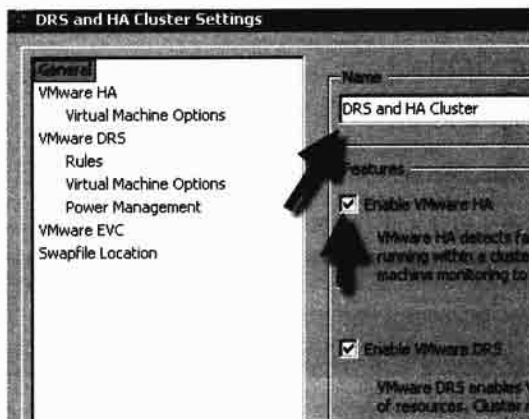 DRS and HA Cluster Settings
General
VMware HA
Virtual Machine Options
VMware DRS
Rules
Virtual Machine Options
Power Management
VMware EVC
Swapfile Location
Name
DRS and HA Cluster
Features
Enable VMware HA
VMware HA detects
running within a cluster
machine monitoring to
Enable VMware DRS
VMware DRS enables
of resources. Cluster